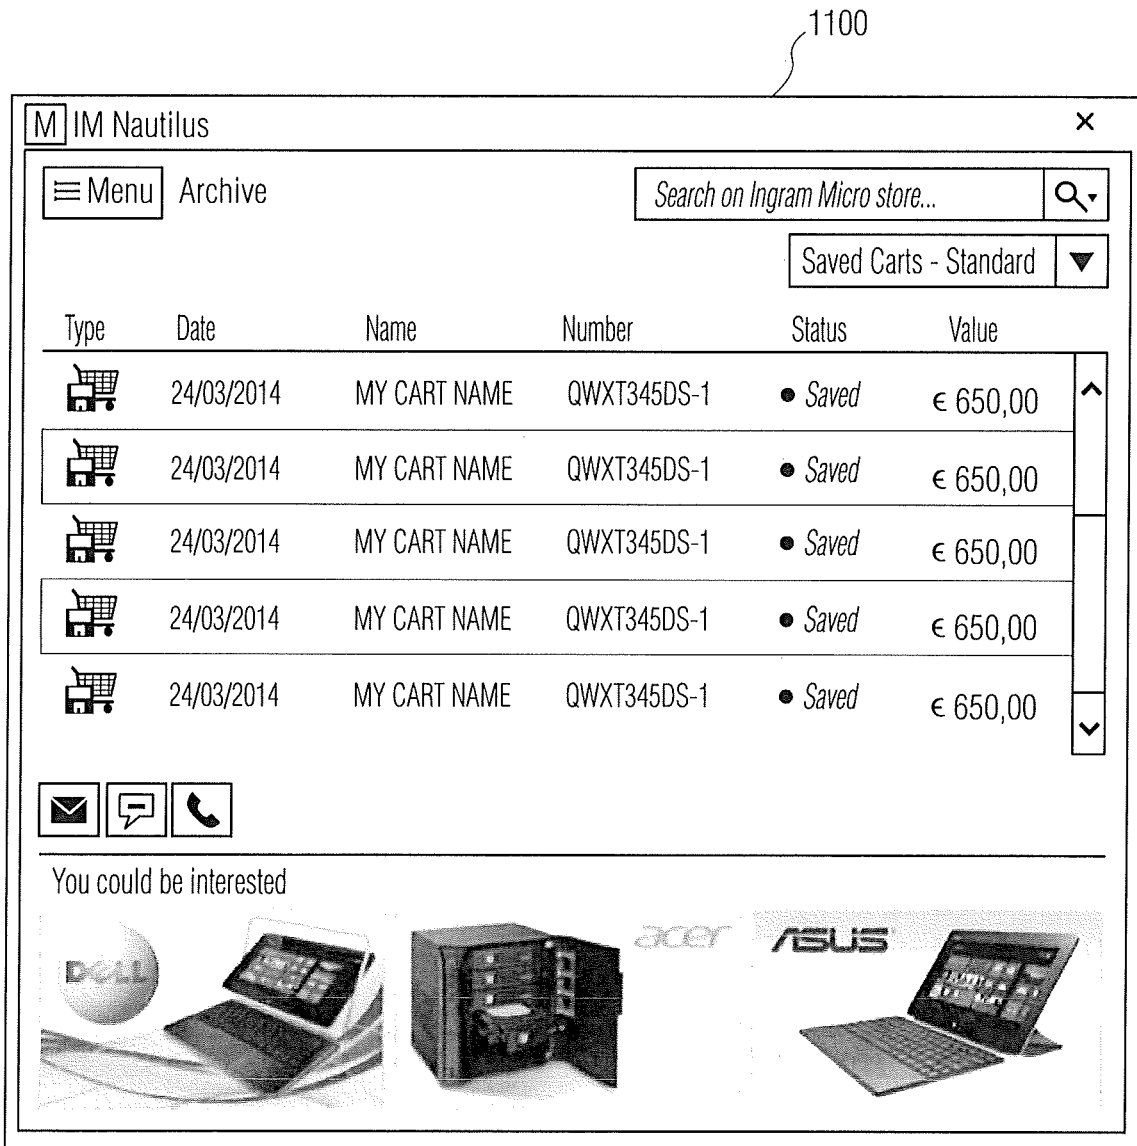 1100
M IM Nautilus ×
Menu Archive Search on Ingram Micro store...
Saved Carts - Standard
Type Date Name Number Status Value
24/03/2014 MY CART NAME QWXT345DS-1 • Saved € 650,00
24/03/2014 MY CART NAME QWXT345DS-1 • Saved € 650,00
24/03/2014 MY CART NAME QWXT345DS-1 • Saved € 650,00
24/03/2014 MY CART NAME QWXT345DS-1 • Saved € 650,00
24/03/2014 MY CART NAME QWXT345DS-1 • Saved € 650,00
You could be interested
DELL acer ASUS